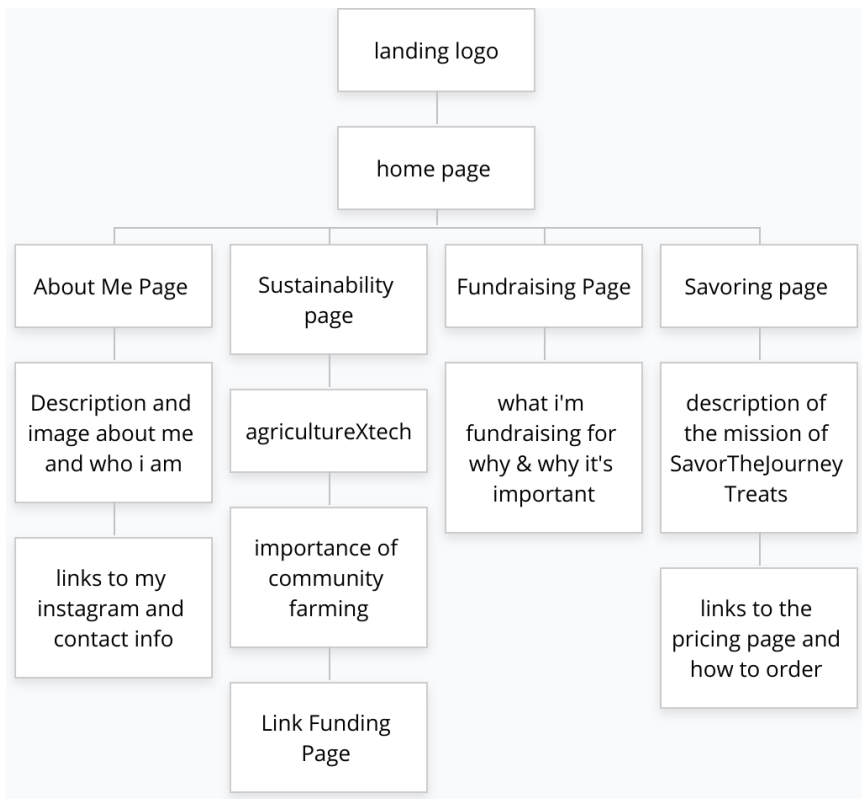 landing logo
home page
About Me Page
Sustainability
page
Fundraising Page
Savoring page
Description and
image about me
and who i am
agricultureXtech
what i'm
fundraising for
why & why it's
important
description of
the mission of
SavorTheJourney
Treats
links to my
instagram and
contact info
importance of
community
farming
links to the
pricing page and
how to order
Link Funding
Page